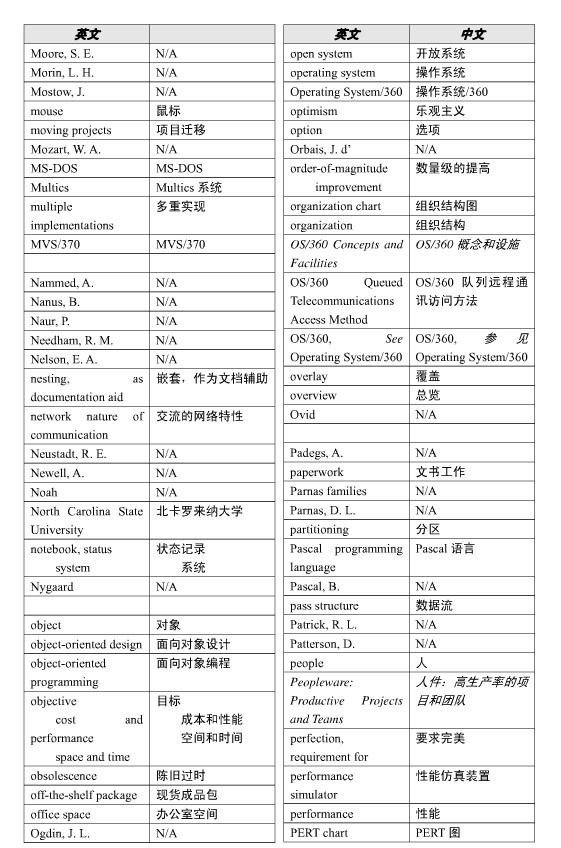 英文
Moore, S. E. N/A
Morin, L. H. N/A
Mostow, J. N/A
mouse 鼠标
moving projects 项目迁移
Mozart, W. A. N/A
MS-DOS MS-DOS
Multics Multics 系统
multiple 多重实现
implementations
MVS/370 MVS/370
Nammed, A. N/A
Nanus, B. N/A
Naur, P. N/A
Needham, R. M. N/A
Nelson, E. A. N/A
nesting, as 嵌套，作为文档辅助
documentation aid
network nature of 交流的网络特性
communication
Neustadt, R. E. N/A
Newell, A. N/A
Noah N/A
North Carolina State 北卡罗来纳大学
University
notebook, status 状态记录
system 系统
Nygaard N/A
object 对象
object-oriented design 面向对象设计
object-oriented 面向对象编程
programming
objective 目标
cost and 成本和性能
performance 空间和时间
space and time
obsolescence 陈旧过时
off-the-shelf package 现货成品包
office space 办公室空间
Ogdin, J. L. N/A
英文 中文
open system 开放系统
operating system 操作系统
Operating System/360 操作系统/360
optimism 乐观主义
option 选项
Orbais, J. d’ N/A
order-of-magnitude 数量级的提高
improvement
organization chart 组织结构图
organization 组织结构
OS/360 Concepts and OS/360 概念和设施
Facilities
OS/360 Queued OS/360 队列远程通
Telecommunications 讯访问方法
Access Method
OS/360, See OS/360, 参见
Operating System/360 Operating System/360
overlay 覆盖
overview 总览
Ovid N/A
Padegs, A. N/A
paperwork 文书工作
Parnas families N/A
Parnas, D. L. N/A
partitioning 分区
Pascal programming Pascal 语言
language
Pascal, B. N/A
pass structure 数据流
Patrick, R. L. N/A
Patterson, D. N/A
people 人
Peopleware: 人件：高生产率的项
Productive Projects 目和团队
and Teams
perfection, 要求完美
requirement for
performance 性能仿真装置
simulator
performance 性能
PERT chart PERT 图